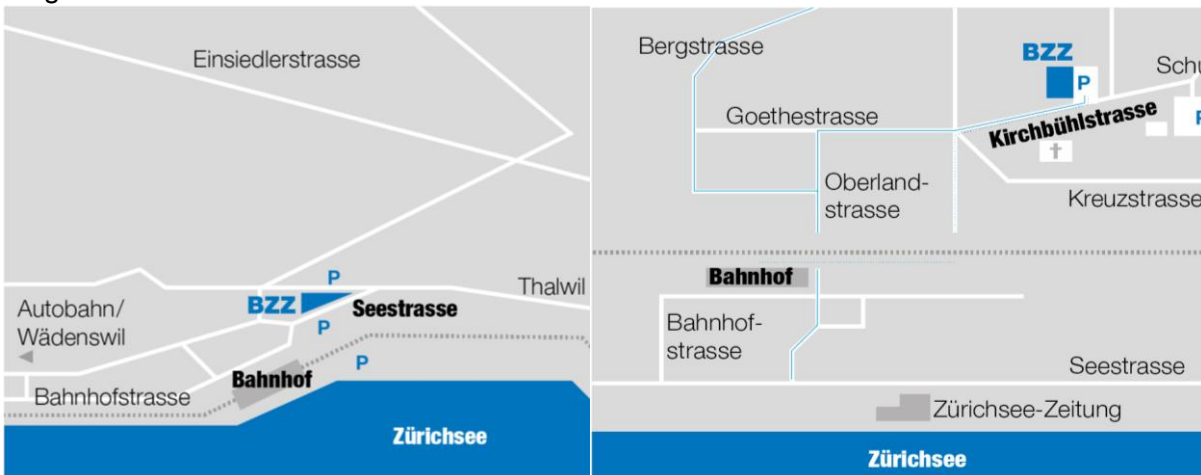 Einsiedlerstrasse
P
Thalwil
BZZ
Seestrasse
Autobahn/
Wädenswil
P
P
Bahnhof
Bahnhofstrasse
Zürichsee
Bergstrasse
BZZ
P
Schu
Goethestrasse
P
Kirchbühlstrasse
Oberland-
strasse
Kreuzstrasse
Bahnhof
Bahnhof-
strasse
Seestrasse
Zürichsee-Zeitung
Zürichsee